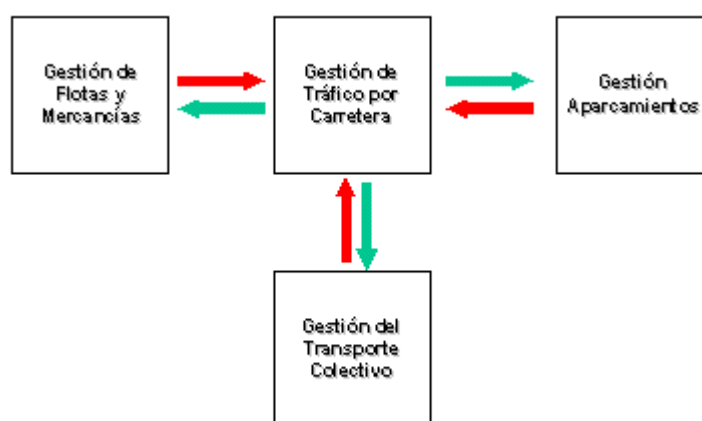 Gestión de
Flotas y
Mercancías
Gestión de
Tráfico por
Carretera
Gestión
Aparcamientos
Gestión del
Transporte
Colectivo